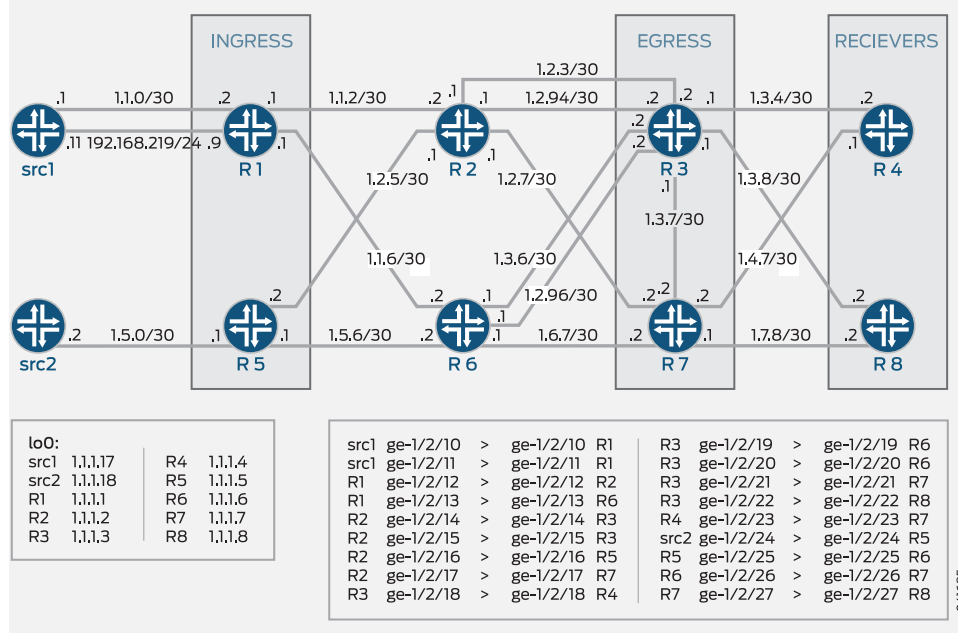 INGRESS EGRESS RECIEVERS
1.2.3/30
.1 1.1.0/30 .2 .1 1.1.2/30 .2 .1 .1 1.2.94/30 .2 .2 .1 1.3.4/30 .2
.11 192.168.219/24 .9 .1 .1 .1 .2 .2 .1 .1
src1 R 1 R 2 R 3 R 4
1.2.5/30 1.2.7/30 .1 1.3.8/30
1.3.7/30
1.1.6/30 1.3.6/30 1.4.7/30
1.2.96/30
.2 .2 .1 .1 .2 .2 .2 .2
.2 1.5.0/30 .1 .1 1.5.6/30 .2 .1 1.6.7/30 .2 .1 1.7.8/30 .2
src2 R 5 R 6 R 7 R 8
lo0:
src1 1.1.1.17 R4 1.1.1.4
src2 1.1.1.18 R5 1.1.1.5
R1 1.1.1.1 R6 1.1.1.6
R2 1.1.1.2 R7 1.1.1.7
R3 1.1.1.3 R8 1.1.1.8
src1 ge-1/2/10 > ge-1/2/10 R1 R3 ge-1/2/19 > ge-1/2/19 R6
src1 ge-1/2/11 > ge-1/2/11 R1 R3 ge-1/2/20 > ge-1/2/20 R6
R1 ge-1/2/12 > ge-1/2/12 R2 R3 ge-1/2/21 > ge-1/2/21 R7
R1 ge-1/2/13 > ge-1/2/13 R6 R3 ge-1/2/22 > ge-1/2/22 R8
R2 ge-1/2/14 > ge-1/2/14 R3 R4 ge-1/2/23 > ge-1/2/23 R7
R2 ge-1/2/15 > ge-1/2/15 R3 src2 ge-1/2/24 > ge-1/2/24 R5
R2 ge-1/2/16 > ge-1/2/16 R5 R5 ge-1/2/25 > ge-1/2/25 R6
R2 ge-1/2/17 > ge-1/2/17 R7 R6 ge-1/2/26 > ge-1/2/26 R7
R3 ge-1/2/18 > ge-1/2/18 R4 R7 ge-1/2/27 > ge-1/2/27 R8